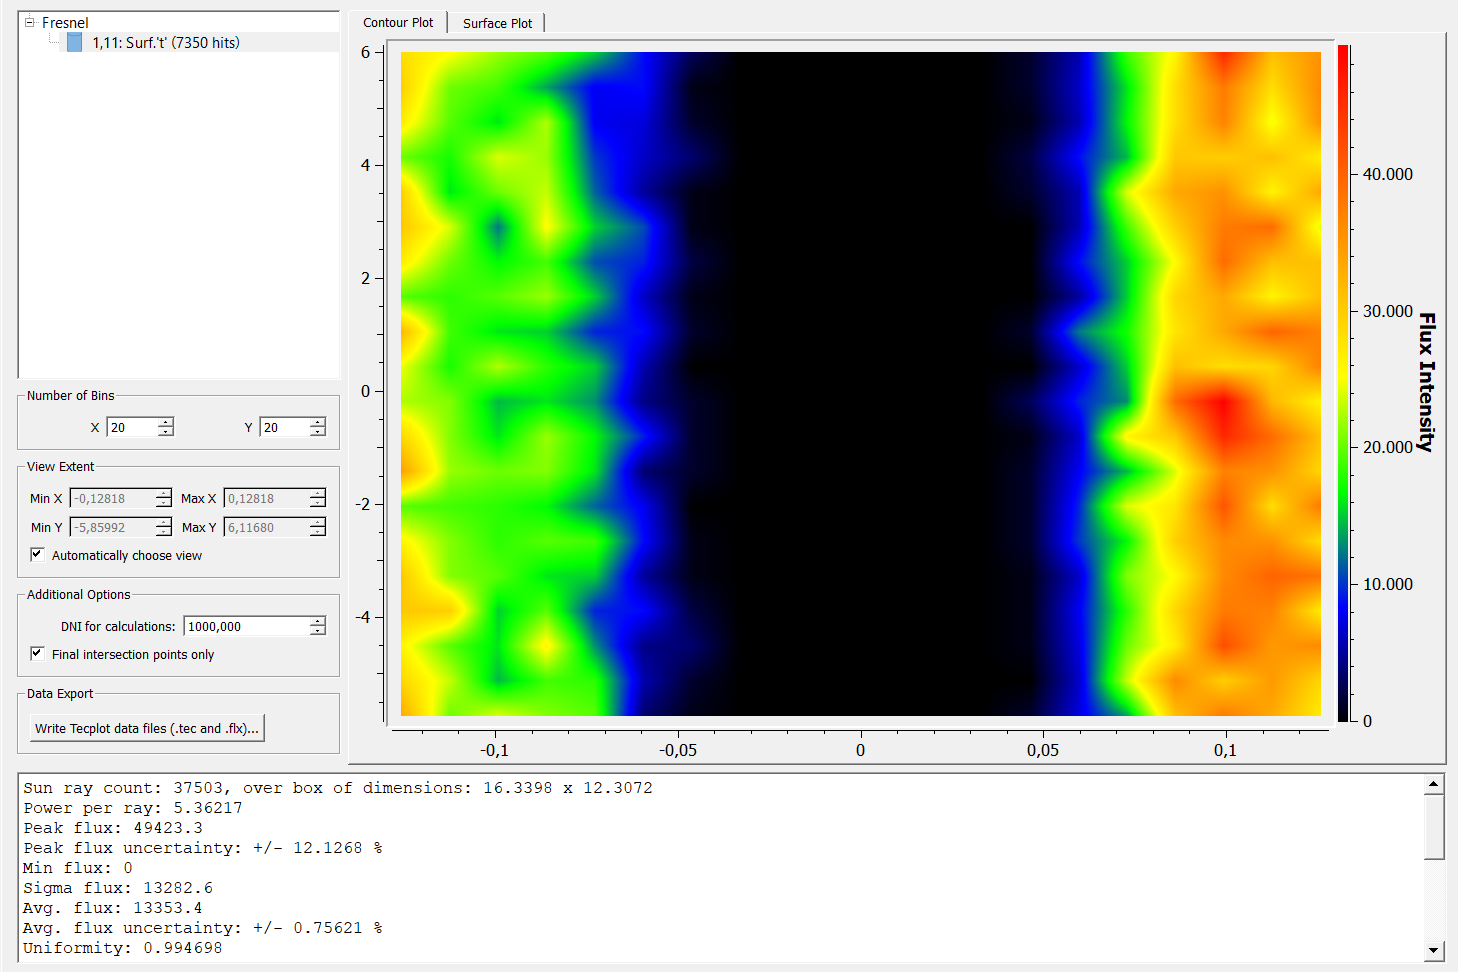 Fresnel
1,11: Surf.'t' (7350 hits)
Number of Bins
X 20 Y 20
View Extent
Min X -0,12818 Max X 0,12818
Min Y -5,85992 Max Y 6,11680
Automatically choose view
Additional Options
DNI for calculations: 1000,000
Final intersection points only
Data Export
Write Tecplot data files (.tec and .flx)...
Contour Plot Surface Plot
6
4
2
0
-2
-4
-0,1 -0,05 0 0,05 0,1
40.000
30.000
20.000
10.000
0
Flux Intensity
Sun ray count: 37503, over box of dimensions: 16.3398 x 12.3072
Power per ray: 5.36217
Peak flux: 49423.3
Peak flux uncertainty: +/- 12.1268 %
Min flux: 0
Sigma flux: 13282.6
Avg. flux: 13353.4
Avg. flux uncertainty: +/- 0.75621 %
Uniformity: 0.994698